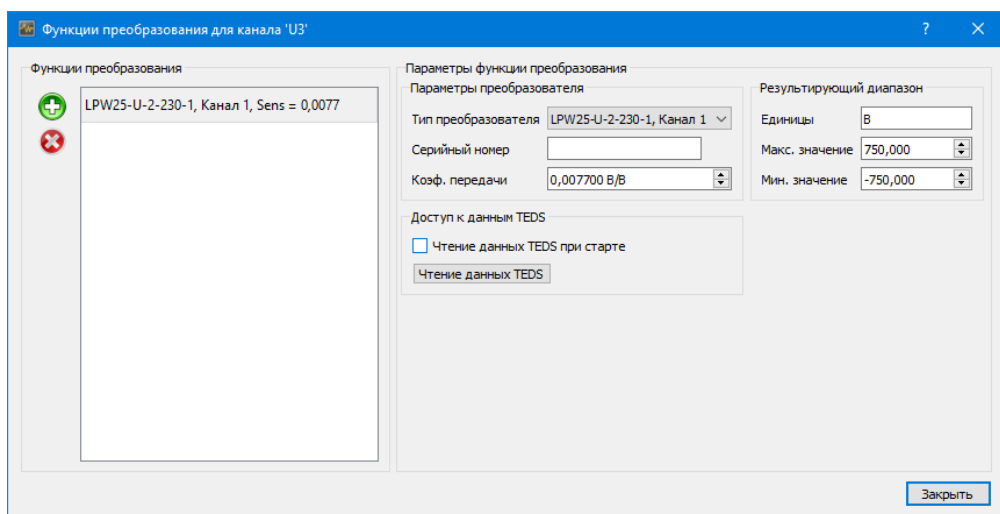 Функции преобразования для канала 'U3'
Функции преобразования
LPW25-U-2-230-1, Канал 1, Sens = 0,0077
Параметры функции преобразования
Параметры преобразователя
Тип преобразователя LPW25-U-2-230-1, Канал 1
Серийный номер
Коэф. передачи 0,007700 В/В
Результирующий диапазон
Единицы В
Макс. значение 750,000
Мин. значение -750,000
Доступ к данным TEDS
Чтение данных TEDS при старте
Чтение данных TEDS
Закрыть